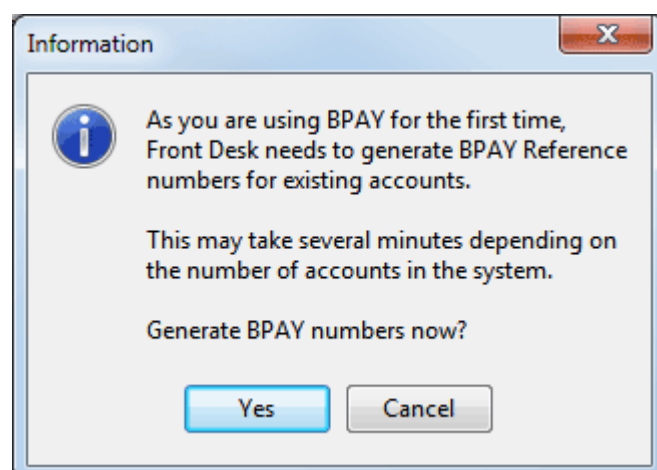 Information
As you are using BPAY for the first time,
Front Desk needs to generate BPAY Reference
numbers for existing accounts.
This may take several minutes depending on
the number of accounts in the system.
Generate BPAY numbers now?
Yes
Cancel